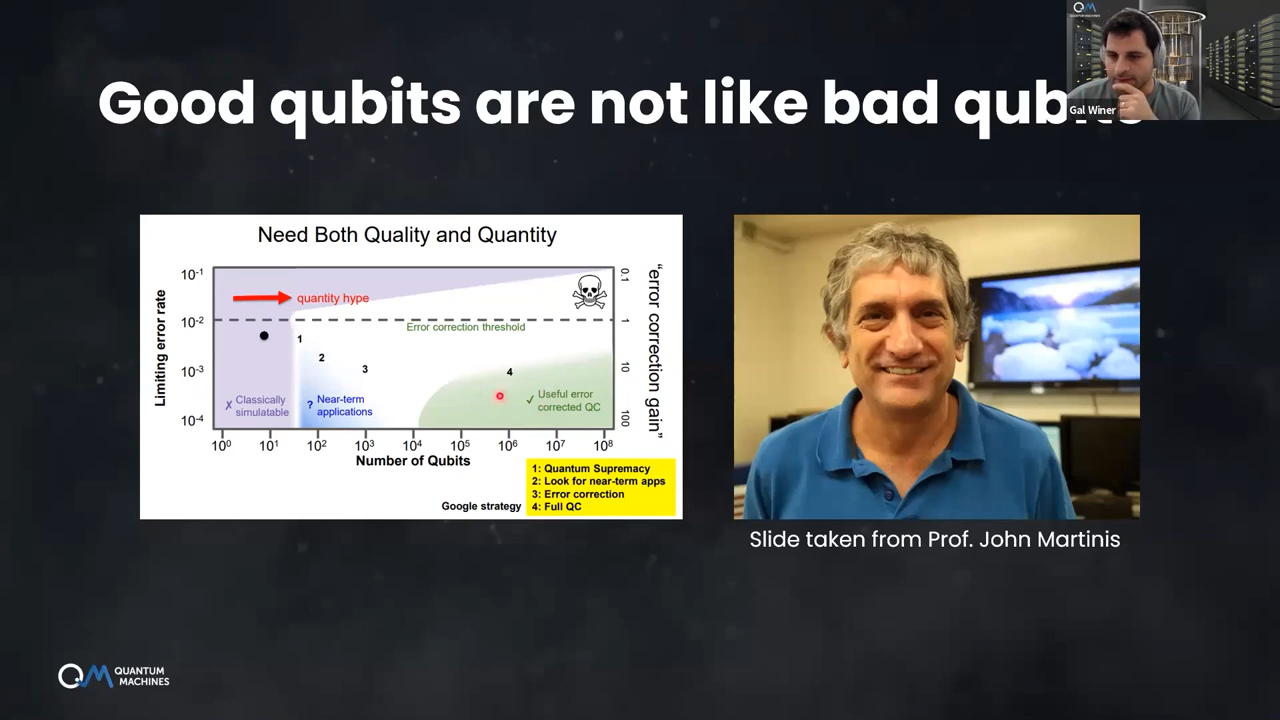 QM
QUANTUM MACHINES
Gal Winer
Good qubits are not like bad
Need Both Quality and Quantity
Limiting error rate
10⁻¹
10⁻²
10⁻³
10⁻⁴
quantity hype
Error correction threshold
1
2
3
4
✗ Classically
simulatable
? Near-term
applications
✓ Useful error
corrected QC
0.1
1
10
100
“error correction gain”
10⁰ 10¹ 10² 10³ 10⁴ 10⁵ 10⁶ 10⁷ 10⁸
Number of Qubits
Google strategy
1: Quantum Supremacy
2: Look for near-term apps
3: Error correction
4: Full QC
Slide taken from Prof. John Martinis
QM
QUANTUM
MACHINES